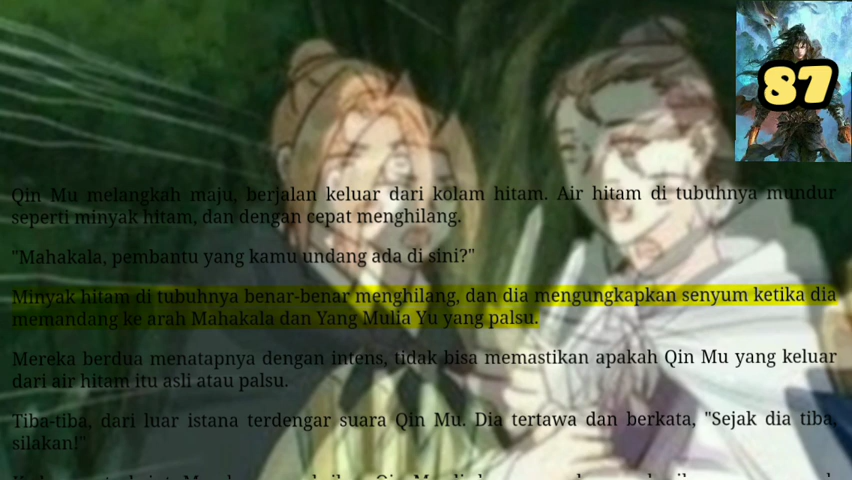 87
Qin Mu melangkah maju, berjalan keluar dari kolam hitam. Air hitam di tubuhnya mundur
seperti minyak hitam, dan dengan cepat menghilang.
"Mahakala, pembantu yang kamu undang ada di sini?"
Minyak hitam di tubuhnya benar-benar menghilang, dan dia mengungkapkan senyum ketika dia
memandang ke arah Mahakala dan Yang Mulia Yu yang palsu.
Mereka berdua menatapnya dengan intens, tidak bisa memastikan apakah Qin Mu yang keluar
dari air hitam itu asli atau palsu.
Tiba-tiba, dari luar istana terdengar suara Qin Mu. Dia tertawa dan berkata, "Sejak dia tiba,
silakan!"